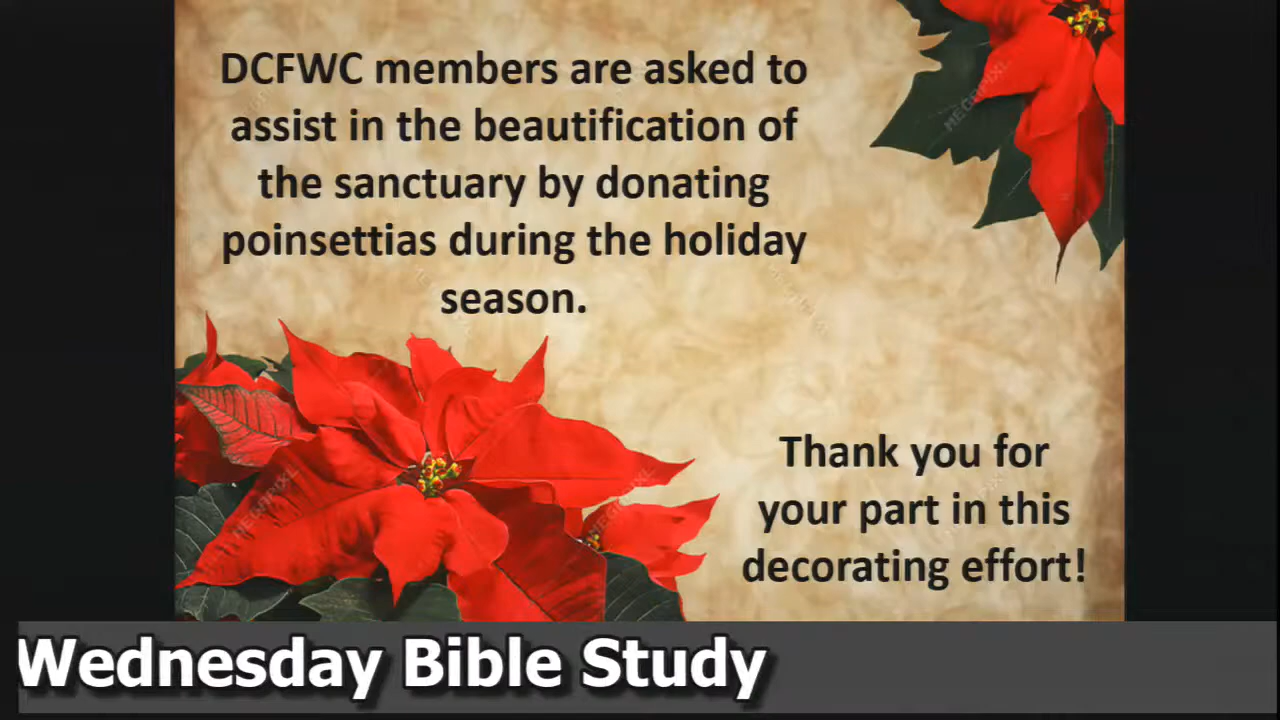 DCFWC members are asked to
assist in the beautification of
the sanctuary by donating
poinsettias during the holiday
season.
Thank you for
your part in this
decorating effort!
Wednesday Bible Study